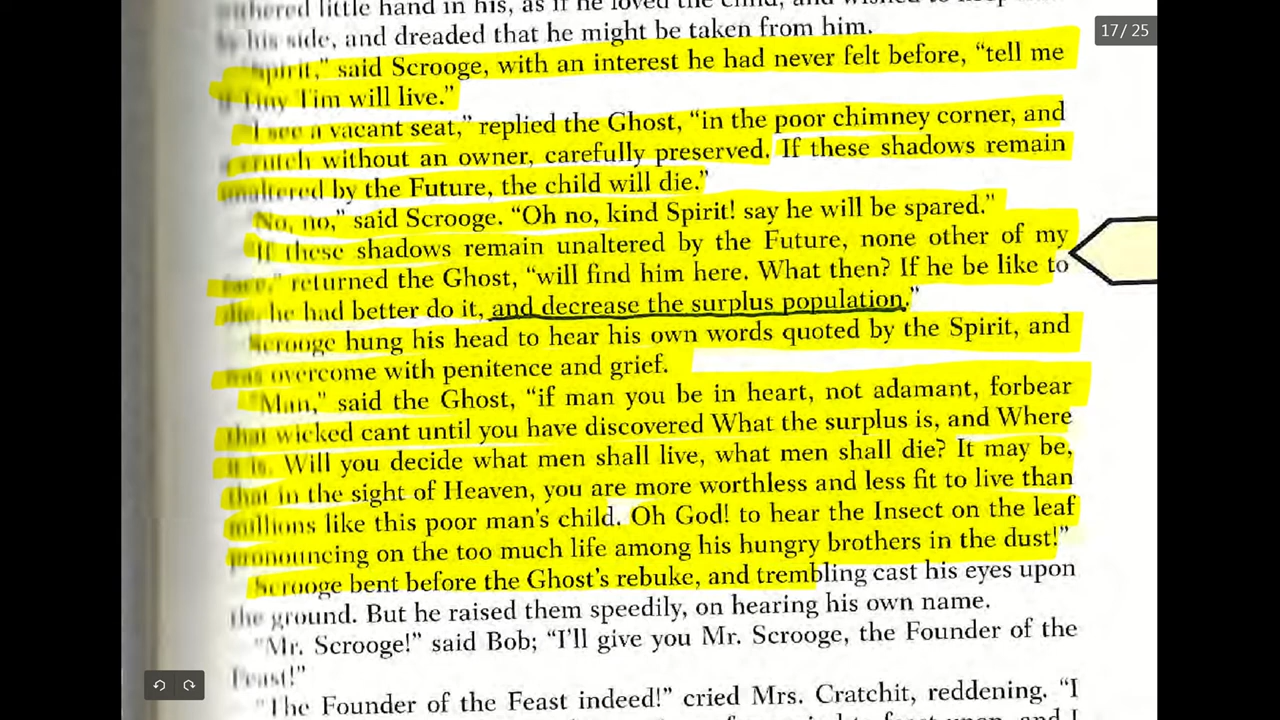 withered little hand in his, as if he loved the child, and wished to keep
by his side, and dreaded that he might be taken from him.
17 / 25
"Spirit," said Scrooge, with an interest he had never felt before, "tell me
if Tiny Tim will live."
"I see a vacant seat," replied the Ghost, "in the poor chimney corner, and
a crutch without an owner, carefully preserved. If these shadows remain
unaltered by the Future, the child will die."
"No, no," said Scrooge. "Oh no, kind Spirit! say he will be spared."
"If these shadows remain unaltered by the Future, none other of my
race," returned the Ghost, "will find him here. What then? If he be like to
die, he had better do it, and decrease the surplus population."
Scrooge hung his head to hear his own words quoted by the Spirit, and
was overcome with penitence and grief.
"Man," said the Ghost, "if man you be in heart, not adamant, forbear
that wicked cant until you have discovered What the surplus is, and Where
it is. Will you decide what men shall live, what men shall die? It may be,
that in the sight of Heaven, you are more worthless and less fit to live than
millions like this poor man's child. Oh God! to hear the Insect on the leaf
pronouncing on the too much life among his hungry brothers in the dust!"
Scrooge bent before the Ghost's rebuke, and trembling cast his eyes upon
the ground. But he raised them speedily, on hearing his own name.
"Mr. Scrooge!" said Bob; "I'll give you Mr. Scrooge, the Founder of the
Feast!"
"The Founder of the Feast indeed!" cried Mrs. Cratchit, reddening. "I